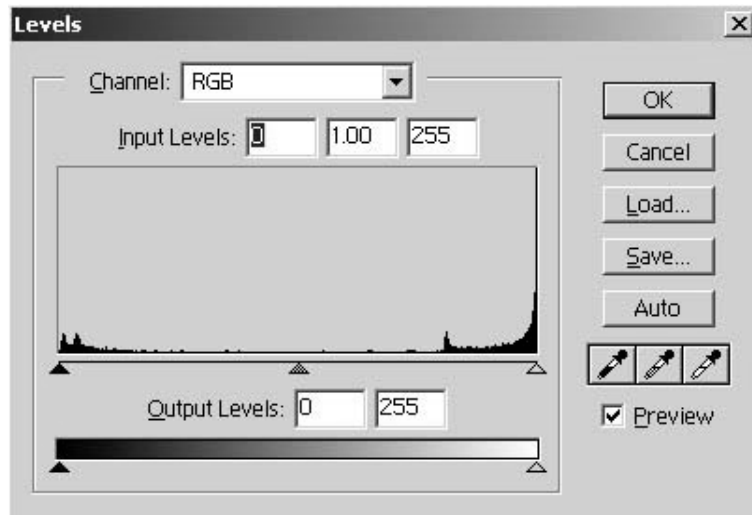 Levels
Channel: RGB
Input Levels: 0 1.00 255
Output Levels: 0 255
OK
Cancel
Load...
Save...
Auto
Preview